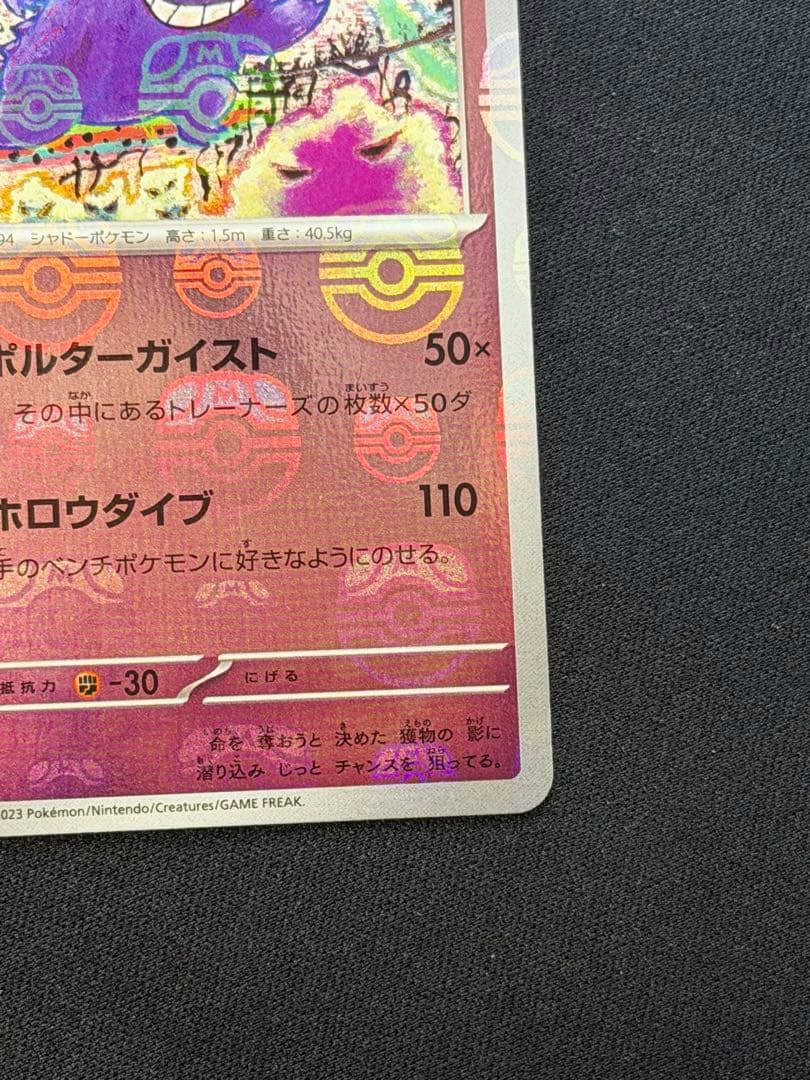 94 シャドーポケモン 高さ:1.5m 重さ:40.5kg
ポルターガイスト 50×
その中にあるトレーナーズの枚数×50ダ
ホロウダイブ 110
手のベンチポケモンに好きなようにのせる。
抵抗力 -30 にげる
命を 奪おうと 決めた 獲物の 影に
潜り込み じっと チャンスを 狙ってる。
023 Pokémon/Nintendo/Creatures/GAME FREAK.